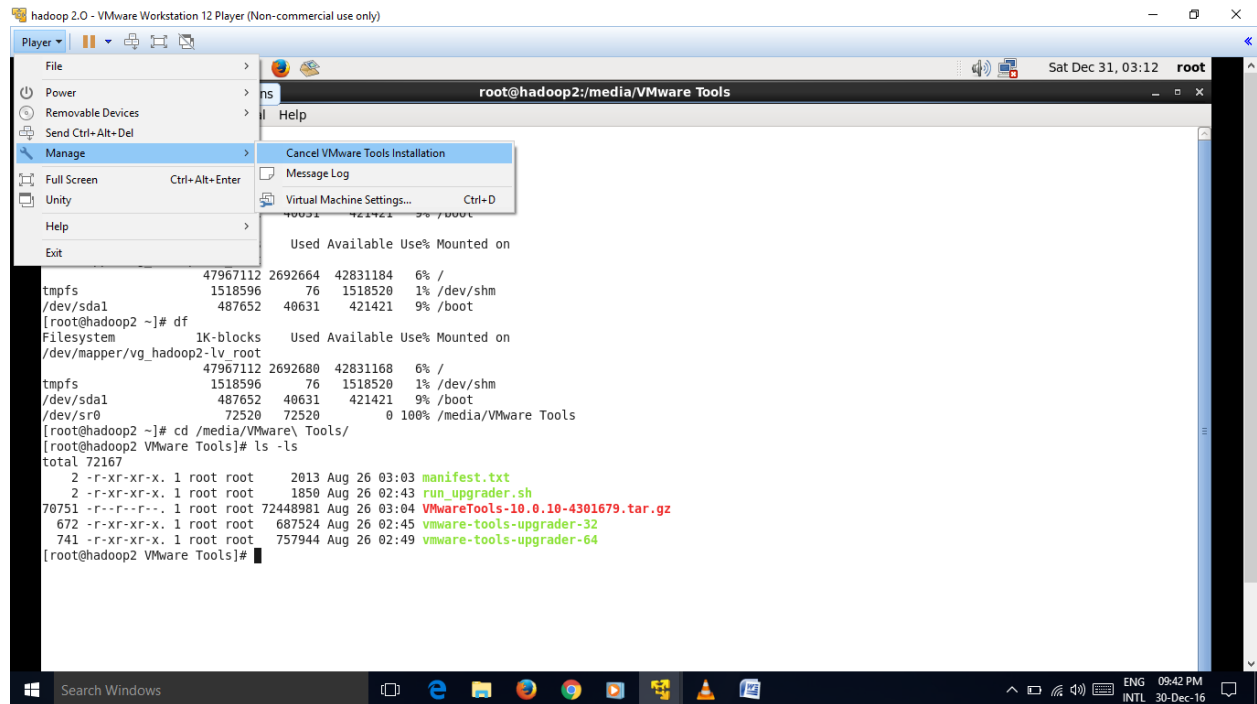 hadoop 2.O - VMware Workstation 12 Player (Non-commercial use only)
Player
File
Power
Removable Devices
Send Ctrl+Alt+Del
Manage
Full Screen Ctrl+Alt+Enter
Unity
Help
Exit
Cancel VMware Tools Installation
Message Log
Virtual Machine Settings... Ctrl+D
Sat Dec 31, 03:12 root
ns root@hadoop2:/media/VMware Tools
Help
40631 421421 9% /boot
Used Available Use% Mounted on
47967112 2692664 42831184 6% /
tmpfs 1518596 76 1518520 1% /dev/shm
/dev/sda1 487652 40631 421421 9% /boot
[root@hadoop2 ~]# df
Filesystem 1K-blocks Used Available Use% Mounted on
/dev/mapper/vg_hadoop2-lv_root
47967112 2692680 42831168 6% /
tmpfs 1518596 76 1518520 1% /dev/shm
/dev/sda1 487652 40631 421421 9% /boot
/dev/sr0 72520 72520 0 100% /media/VMware Tools
[root@hadoop2 ~]# cd /media/VMware\ Tools/
[root@hadoop2 VMware Tools]# ls -ls
total 72167
2 -r-xr-xr-x. 1 root root 2013 Aug 26 03:03 manifest.txt
2 -r-xr-xr-x. 1 root root 1850 Aug 26 02:43 run_upgrader.sh
70751 -r--r--r--. 1 root root 72448981 Aug 26 03:04 VMwareTools-10.0.10-4301679.tar.gz
672 -r-xr-xr-x. 1 root root 687524 Aug 26 02:45 vmware-tools-upgrader-32
741 -r-xr-xr-x. 1 root root 757944 Aug 26 02:49 vmware-tools-upgrader-64
[root@hadoop2 VMware Tools]#
Search Windows
ENG 09:42 PM
INTL 30-Dec-16